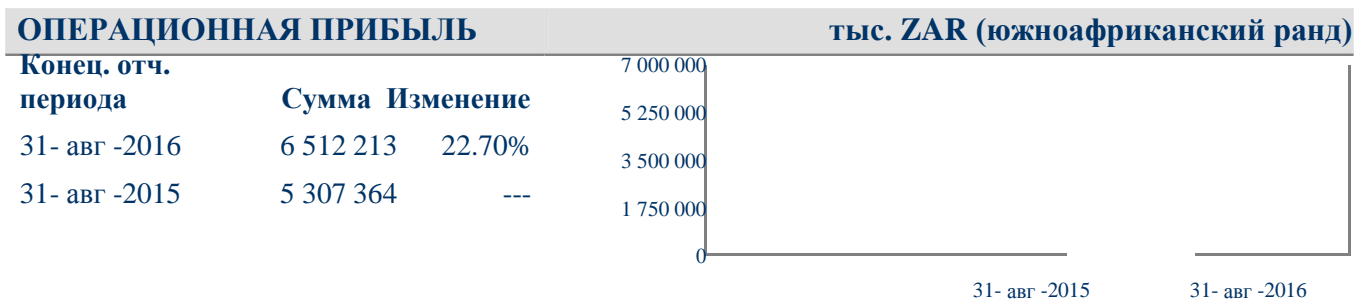 ОПЕРАЦИОННАЯ ПРИБЫЛЬ тыс. ZAR (южноафриканский ранд)
Конец. отч.
периода Сумма Изменение
31- авг -2016 6 512 213 22.70%
31- авг -2015 5 307 364 ---
7 000 000
5 250 000
3 500 000
1 750 000
0
31- авг -2015 31- авг -2016